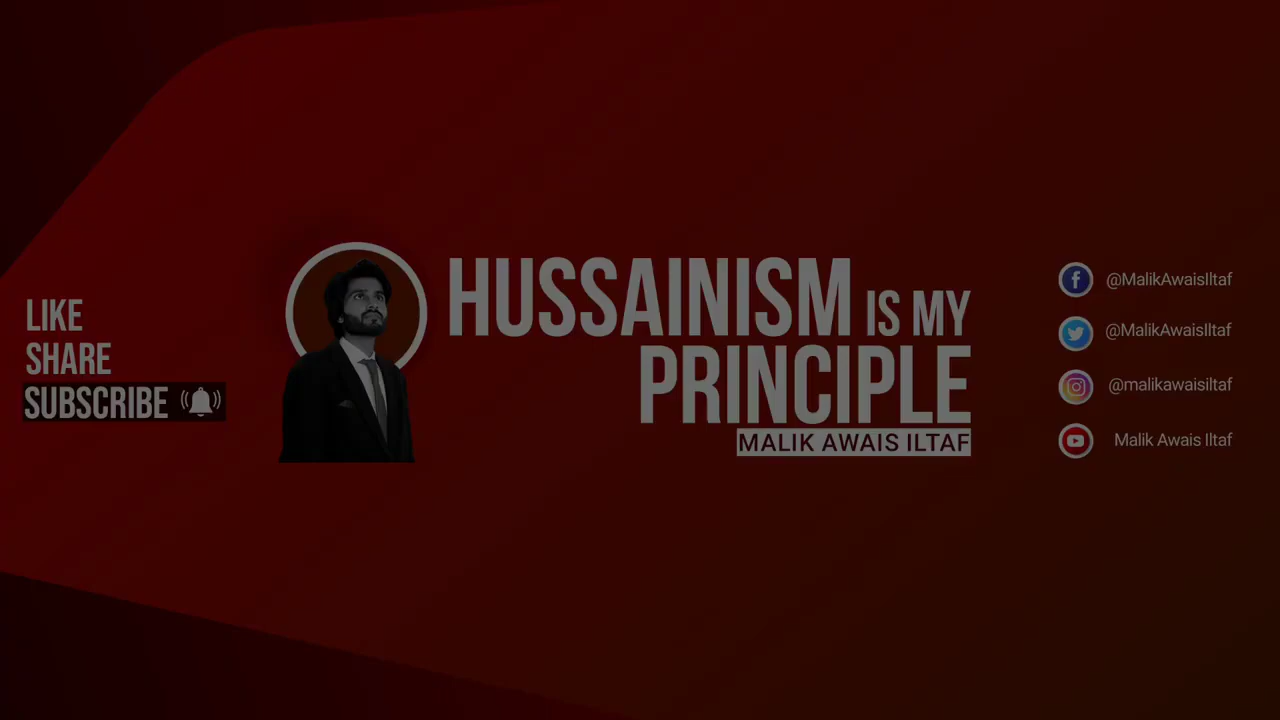 LIKE
SHARE
SUBSCRIBE
HUSSAINISM IS MY
PRINCIPLE
MALIK AWAIS ILTAF
@MalikAwaisIltaf
@MalikAwaisIltaf
@malikawaisiltaf
Malik Awais Iltaf